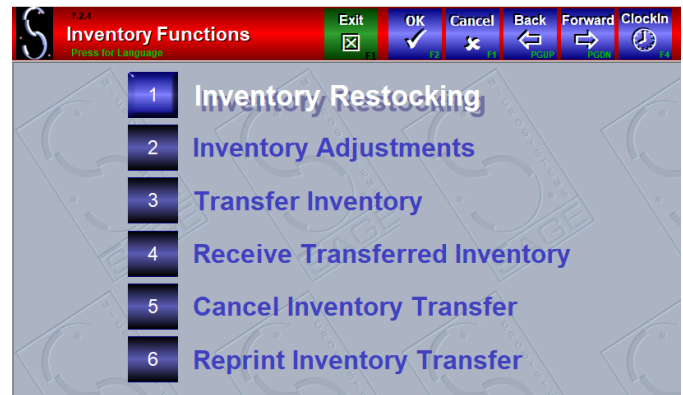 7.2.4
Inventory Functions
Press for Language
Exit
F1
OK
F2
Cancel
F1
Back
PGUP
Forward
PGDN
ClockIn
F4
1 Inventory Restocking
2 Inventory Adjustments
3 Transfer Inventory
4 Receive Transferred Inventory
5 Cancel Inventory Transfer
6 Reprint Inventory Transfer
SAGE